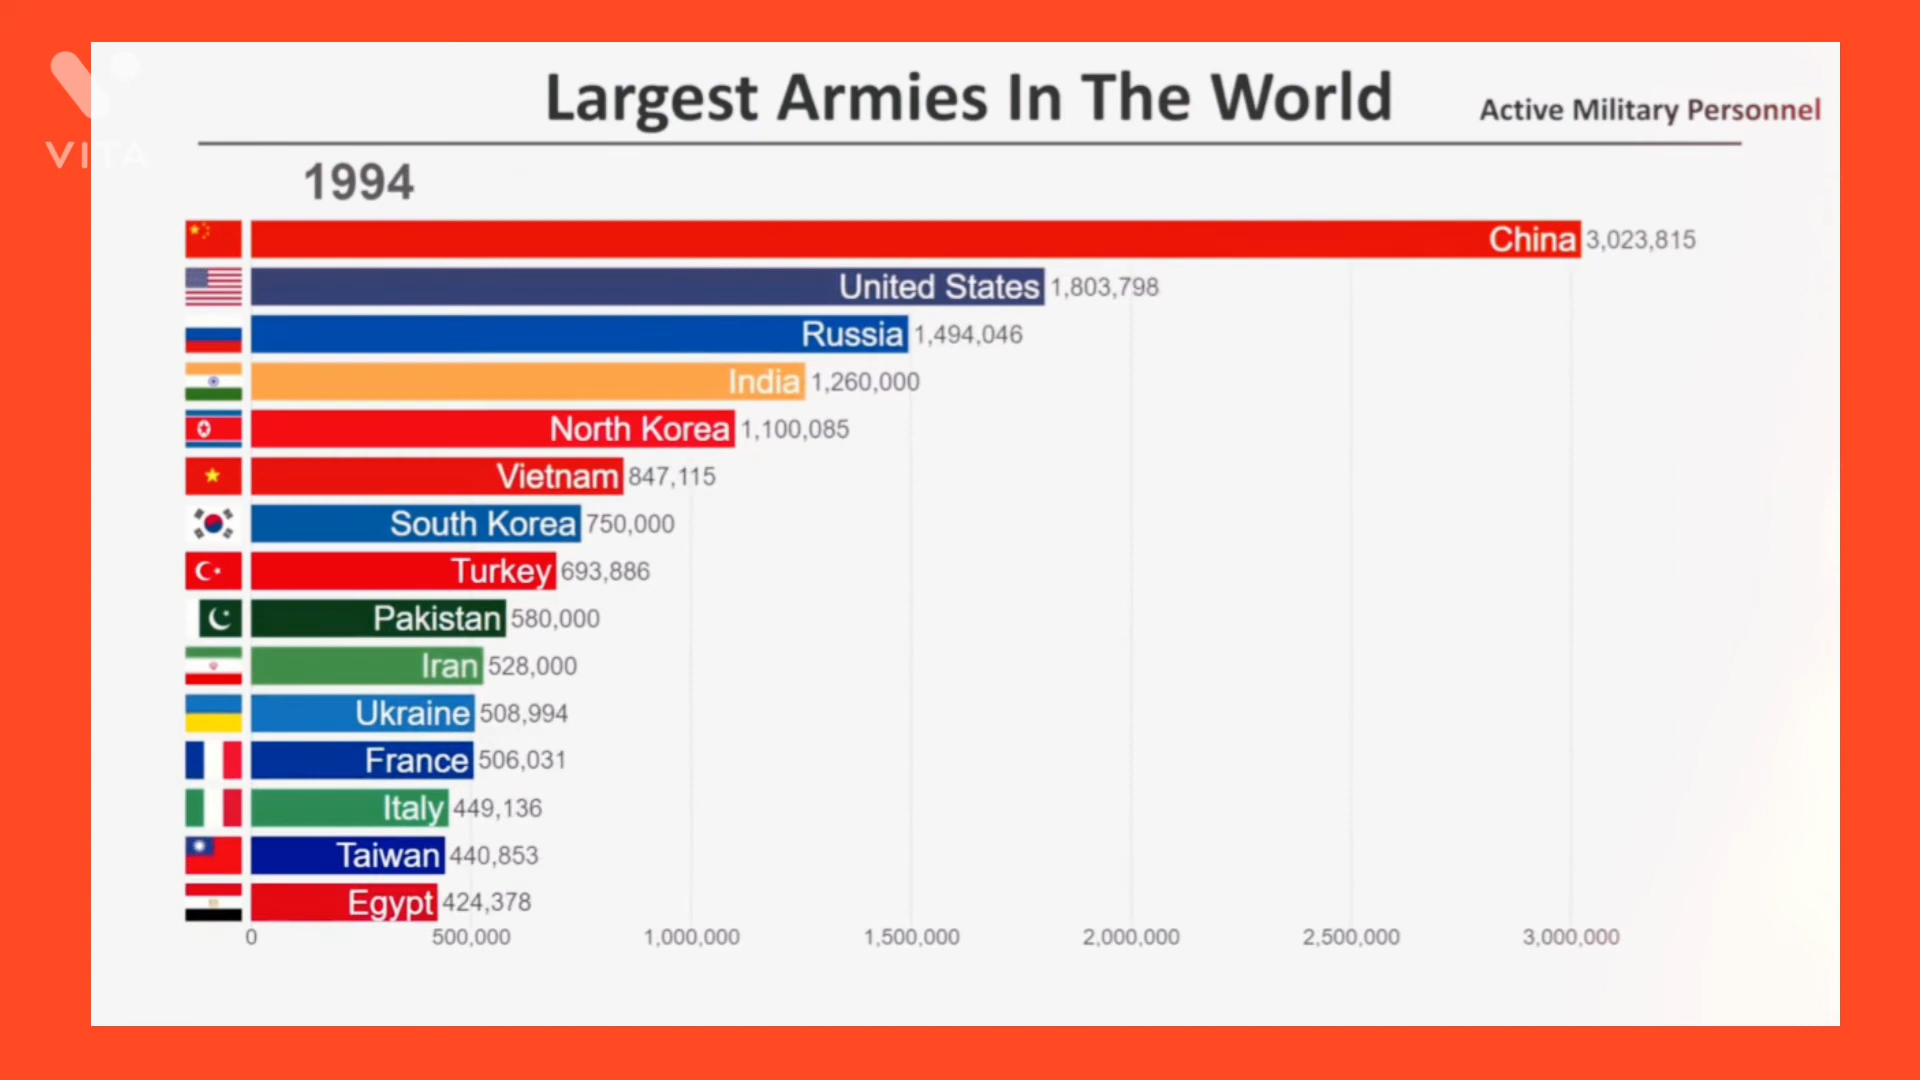 VITA
Largest Armies In The World
Active Military Personnel
1994
China 3,023,815
United States 1,803,798
Russia 1,494,046
India 1,260,000
North Korea 1,100,085
Vietnam 847,115
South Korea 750,000
Turkey 693,886
Pakistan 580,000
Iran 528,000
Ukraine 508,994
France 506,031
Italy 449,136
Taiwan 440,853
Egypt 424,378
0 500,000 1,000,000 1,500,000 2,000,000 2,500,000 3,000,000